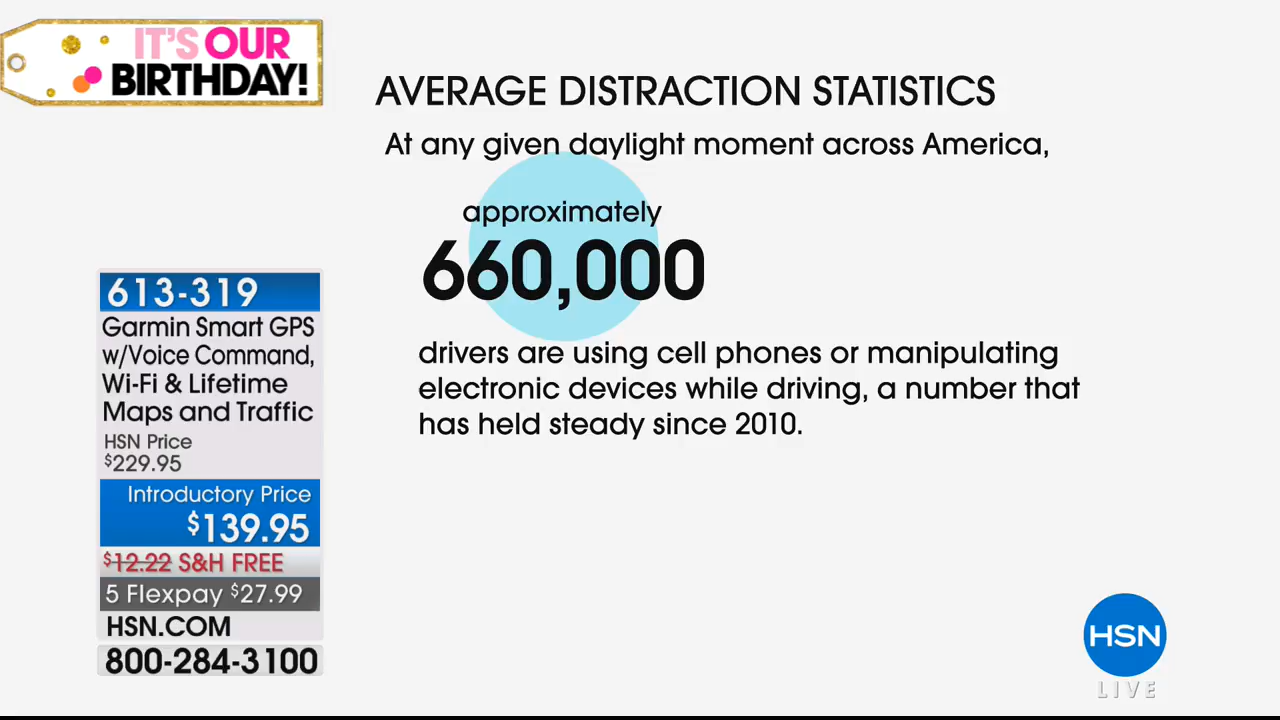 IT'S OUR
BIRTHDAY!
AVERAGE DISTRACTION STATISTICS
At any given daylight moment across America,
approximately
660,000
drivers are using cell phones or manipulating
electronic devices while driving, a number that
has held steady since 2010.
613-319
Garmin Smart GPS
w/Voice Command,
Wi-Fi & Lifetime
Maps and Traffic
HSN Price
$229.95
Introductory Price
$139.95
$12.22 S&H FREE
5 Flexpay $27.99
HSN.COM
800-284-3100
HSN
LIVE